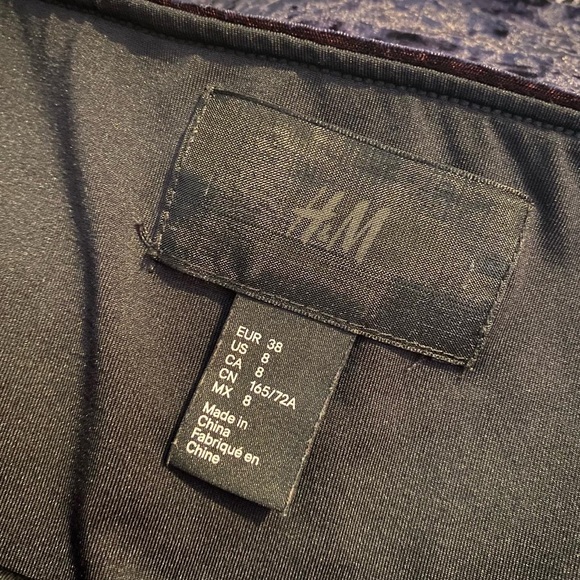 H&M
EUR 38
US 8
CA 8
CN 165/72A
MX 8
Made in
China
Fabriqué en
Chine